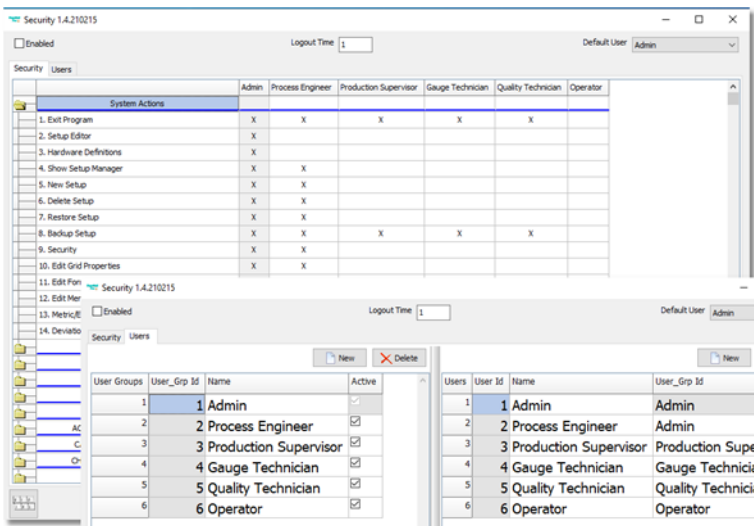 Security 1.4.210215
Enabled
Logout Time 1
Default User Admin
Security Users
Admin Process Engineer Production Supervisor Gauge Technician Quality Technician Operator
System Actions
1. Exit Program X X X X X
2. Setup Editor X
3. Hardware Definitions X
4. Show Setup Manager X X
5. New Setup X X
6. Delete Setup X X
7. Restore Setup X X
8. Backup Setup X X X X X
9. Security X X
10. Edit Grid Properties X X
11. Edit Fon
12. Edit Mer
13. Metric/E
14. Deviatio
AC
CA
CH
Security 1.4.210215
Enabled
Logout Time 1
Default User Admin
Security Users
New Delete
New
User Groups User_Grp Id Name Active
1 1 Admin
2 2 Process Engineer
3 3 Production Supervisor
4 4 Gauge Technician
5 5 Quality Technician
6 6 Operator
Users User Id Name User_Grp Id
1 1 Admin Admin
2 2 Process Engineer Admin
3 3 Production Supervisor Production Supe
4 4 Gauge Technician Gauge Technicia
5 5 Quality Technician Quality Technicia
6 6 Operator Operator